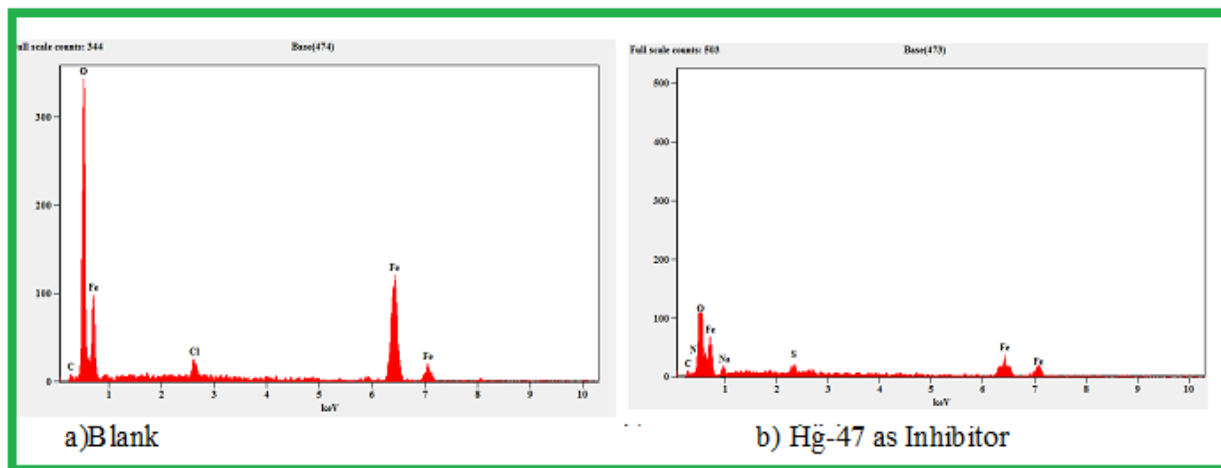 Full scale counts: 344
Base(474)
O
Fe
C
Cl
Fe
Fe
300
200
100
0
1 2 3 4 5 6 7 8 9 10
keV
a)Blank
Full scale counts: 503
Base(473)
500
400
300
200
100
0
O
Fe
N
C
Na
S
Fe
Fe
1 2 3 4 5 6 7 8 9 10
keV
b) Hg-47 as Inhibitor